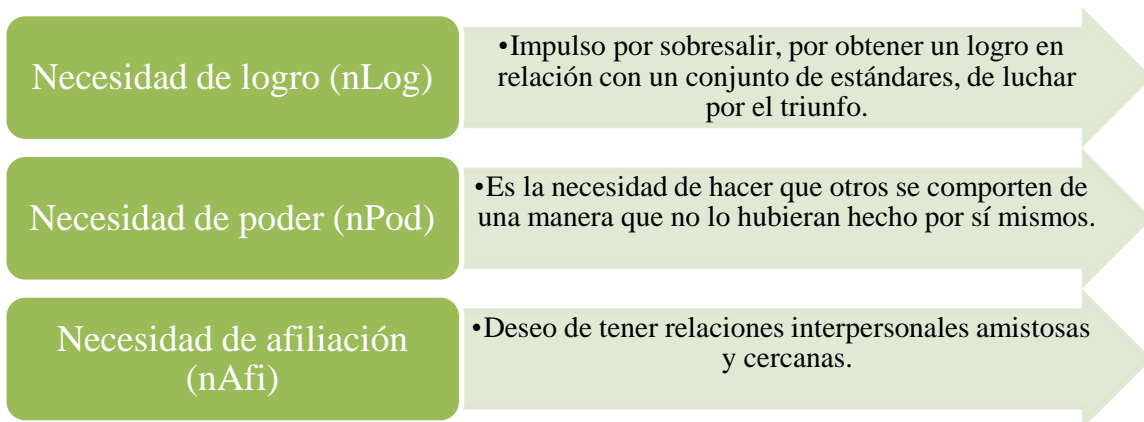 Necesidad de logro (nLog)
•Impulso por sobresalir, por obtener un logro en
relación con un conjunto de estándares, de luchar
por el triunfo.
Necesidad de poder (nPod)
•Es la necesidad de hacer que otros se comporten de
una manera que no lo hubieran hecho por sí mismos.
Necesidad de afiliación
(nAfi)
•Deseo de tener relaciones interpersonales amistosas
y cercanas.